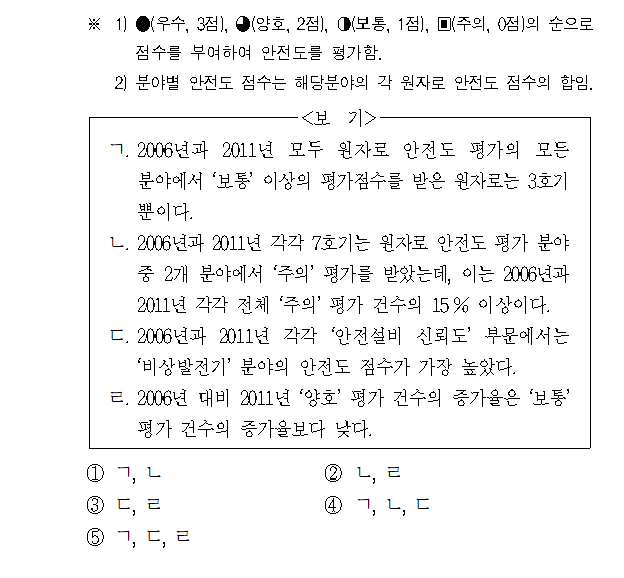 ※ 1) ●(우수, 3점), ◕(양호, 2점), ◑(보통, 1점), ▣(주의, 0점)의 순으로
점수를 부여하여 안전도를 평가함.
2) 분야별 안전도 점수는 해당분야의 각 원자로 안전도 점수의 합임.
<보 기>
ㄱ. 2006년과 2011년 모두 원자로 안전도 평가의 모든
분야에서 '보통' 이상의 평가점수를 받은 원자로는 3호기
뿐이다.
ㄴ. 2006년과 2011년 각각 7호기는 원자로 안전도 평가 분야
중 2개 분야에서 '주의' 평가를 받았는데, 이는 2006년과
2011년 각각 전체 '주의' 평가 건수의 15% 이상이다.
ㄷ. 2006년과 2011년 각각 '안전설비 신뢰도' 부문에서는
'비상발전기' 분야의 안전도 점수가 가장 높았다.
ㄹ. 2006년 대비 2011년 '양호' 평가 건수의 증가율은 '보통'
평가 건수의 증가율보다 낮다.
① ㄱ, ㄴ ② ㄴ, ㄹ
③ ㄷ, ㄹ ④ ㄱ, ㄴ, ㄷ
⑤ ㄱ, ㄷ, ㄹ